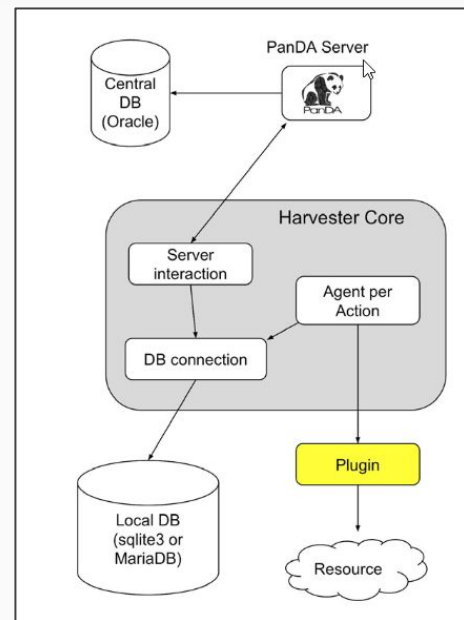 PanDA Server
Central
DB
(Oracle)
PanDA
Harvester Core
Server
interaction
Agent per
Action
DB connection
Plugin
Local DB
(sqlite3 or
MariaDB)
Resource